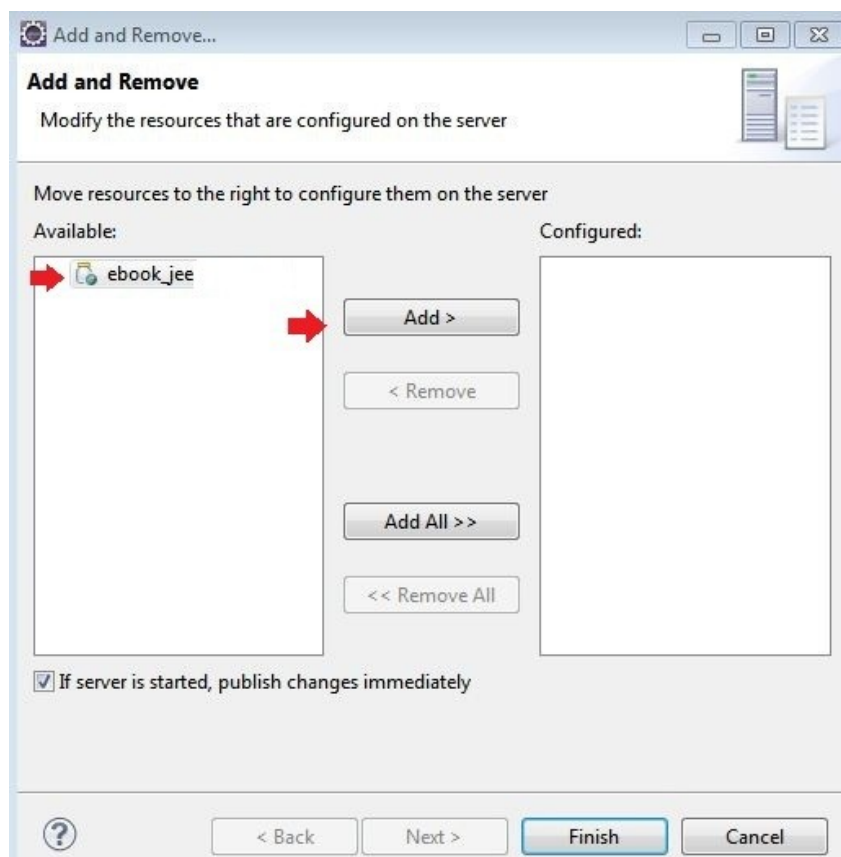 Add and Remove...
Add and Remove
Modify the resources that are configured on the server
Move resources to the right to configure them on the server
Available:
Configured:
ebook_jee
Add >
< Remove
Add All >>
<< Remove All
If server is started, publish changes immediately
?
< Back
Next >
Finish
Cancel